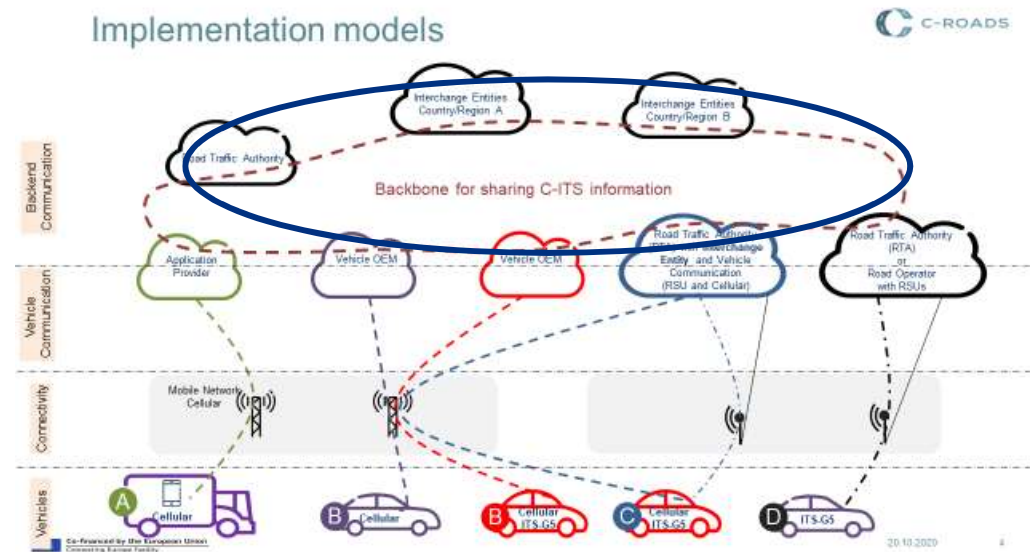 Implementation models
C-ROADS
Interchange Entities
Country/Region A
Interchange Entities
Country/Region B
Road Traffic Authority
Backend
Communication
Backbone for sharing C-ITS information
Application
Provider
Vehicle OEM
Vehicle OEM
Road Traffic Authority
(RTA) with Interchange
Entity and Vehicle
Communication
(RSU and Cellular)
Road Traffic Authority
(RTA)
or
Road Operator
with RSUs
Vehicle
Communication
Connectivity
Mobile Network
Cellular
Vehicles
A
Cellular
B
Cellular
B
Cellular
ITS-G5
C
Cellular
ITS-G5
D
ITS-G5
Co-financed by the European Union
Connecting Europe Facility
20.10.2020
4